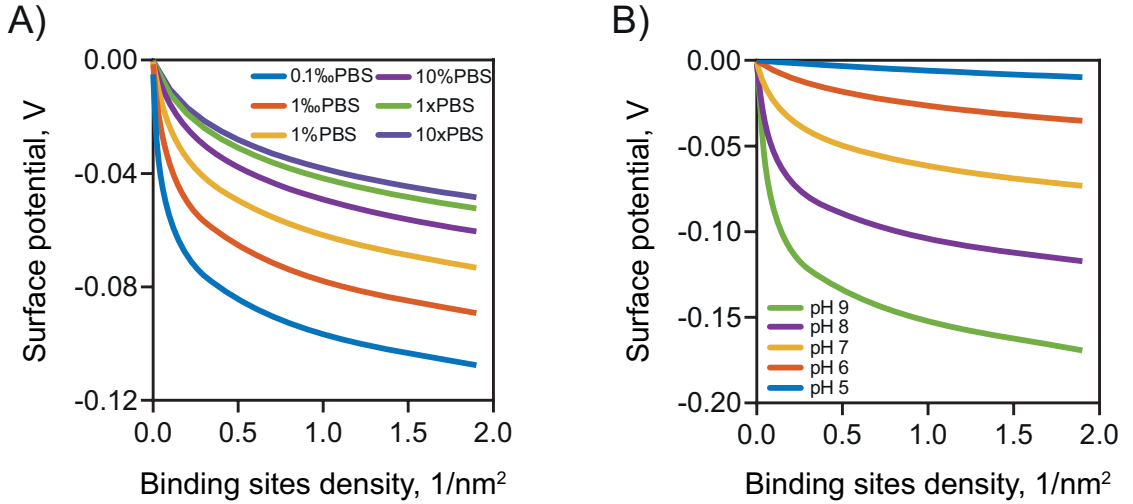 A)
Surface potential, V
0.00
-0.04
-0.08
-0.12
0.1‰PBS
10%PBS
1‰PBS
1xPBS
1%PBS
10xPBS
0.0 0.5 1.0 1.5 2.0
Binding sites density, 1/nm²
B)
Surface potential, V
0.00
-0.05
-0.10
-0.15
-0.20
pH 9
pH 8
pH 7
pH 6
pH 5
0.0 0.5 1.0 1.5 2.0
Binding sites density, 1/nm²